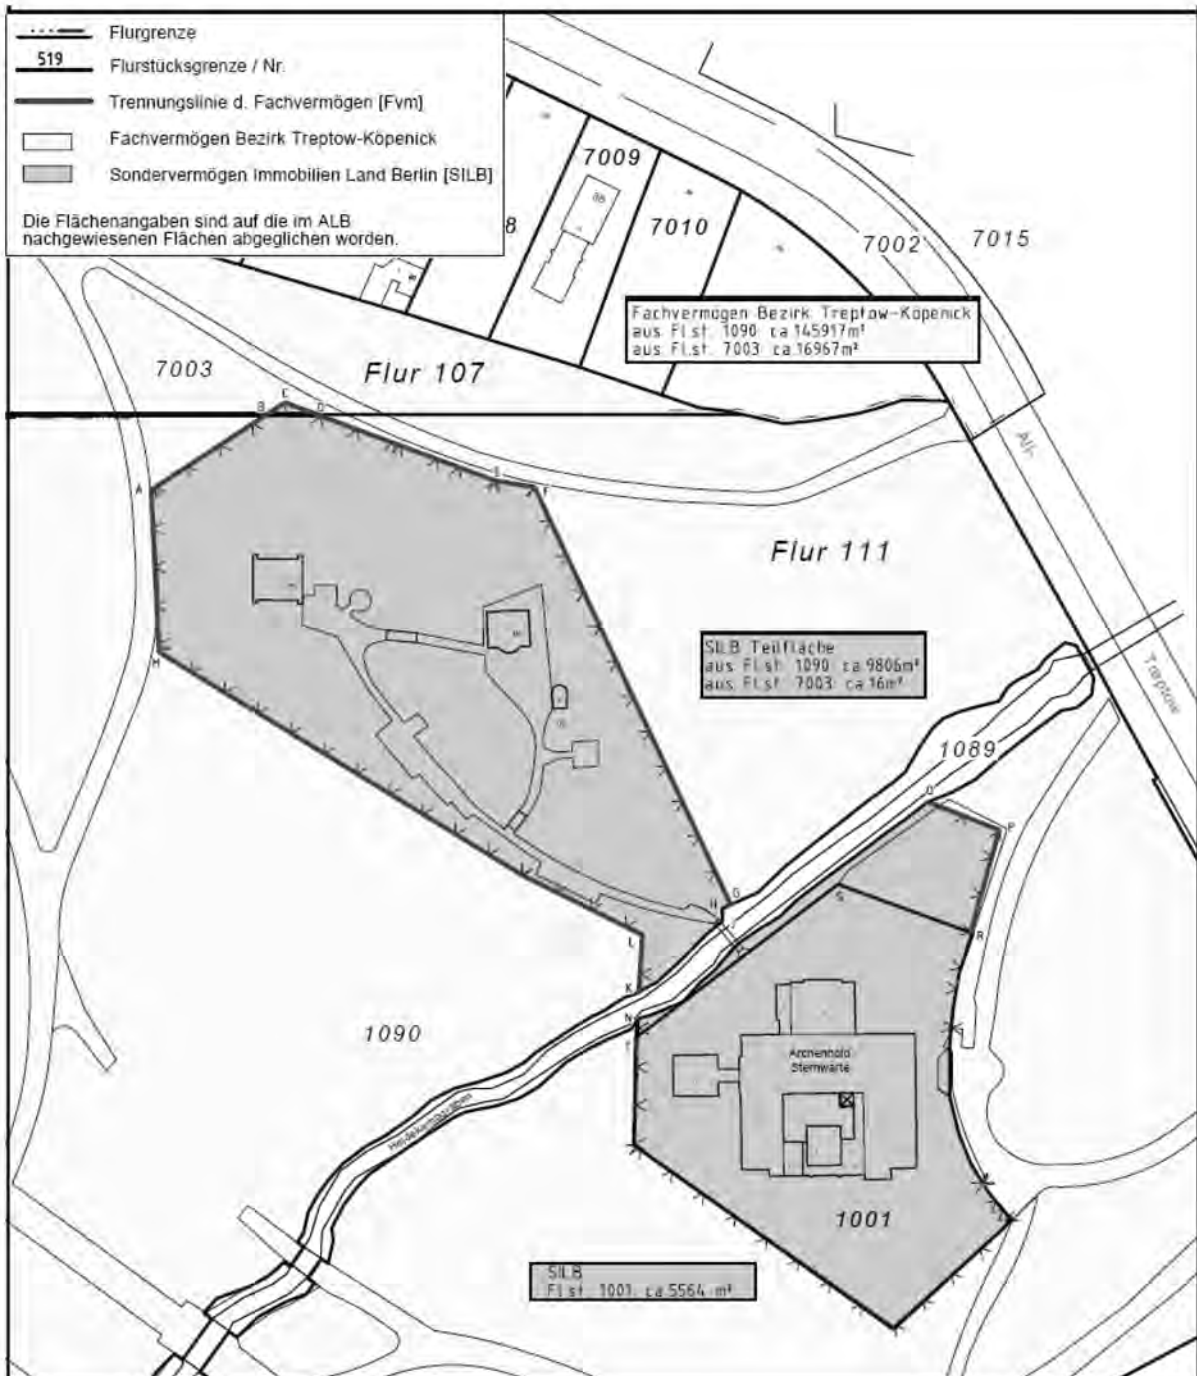 Flurgrenze
519
Flurstücksgrenze / Nr.
Trennungslinie d. Fachvermögen [Fvm]
Fachvermögen Bezirk Treptow-Köpenick
Sondervermögen Immobilien Land Berlin [SILB]
Die Flächenangaben sind auf die im ALB
nachgewiesenen Flächen abgeglichen worden.
8
7009
7010
7002
7015
Fachvermögen Bezirk Treptow-Köpenick
aus Fl.st. 1090 ca.145917m²
aus Fl.st. 7003 ca.16967m²
7003
Flur 107
B
D
A
F
Alt-
Flur 111
SILB Teilfläche
aus Fl.st. 1090 ca.9806m²
aus Fl.st. 7003 ca.16m²
Treptow
M
1089
O
P
G
H
S
R
L
K
N
T
1090
Archenhold
Sternwarte
Heidekampgraben
1001
SILB
Fl.st. 1001 ca.5564 m²